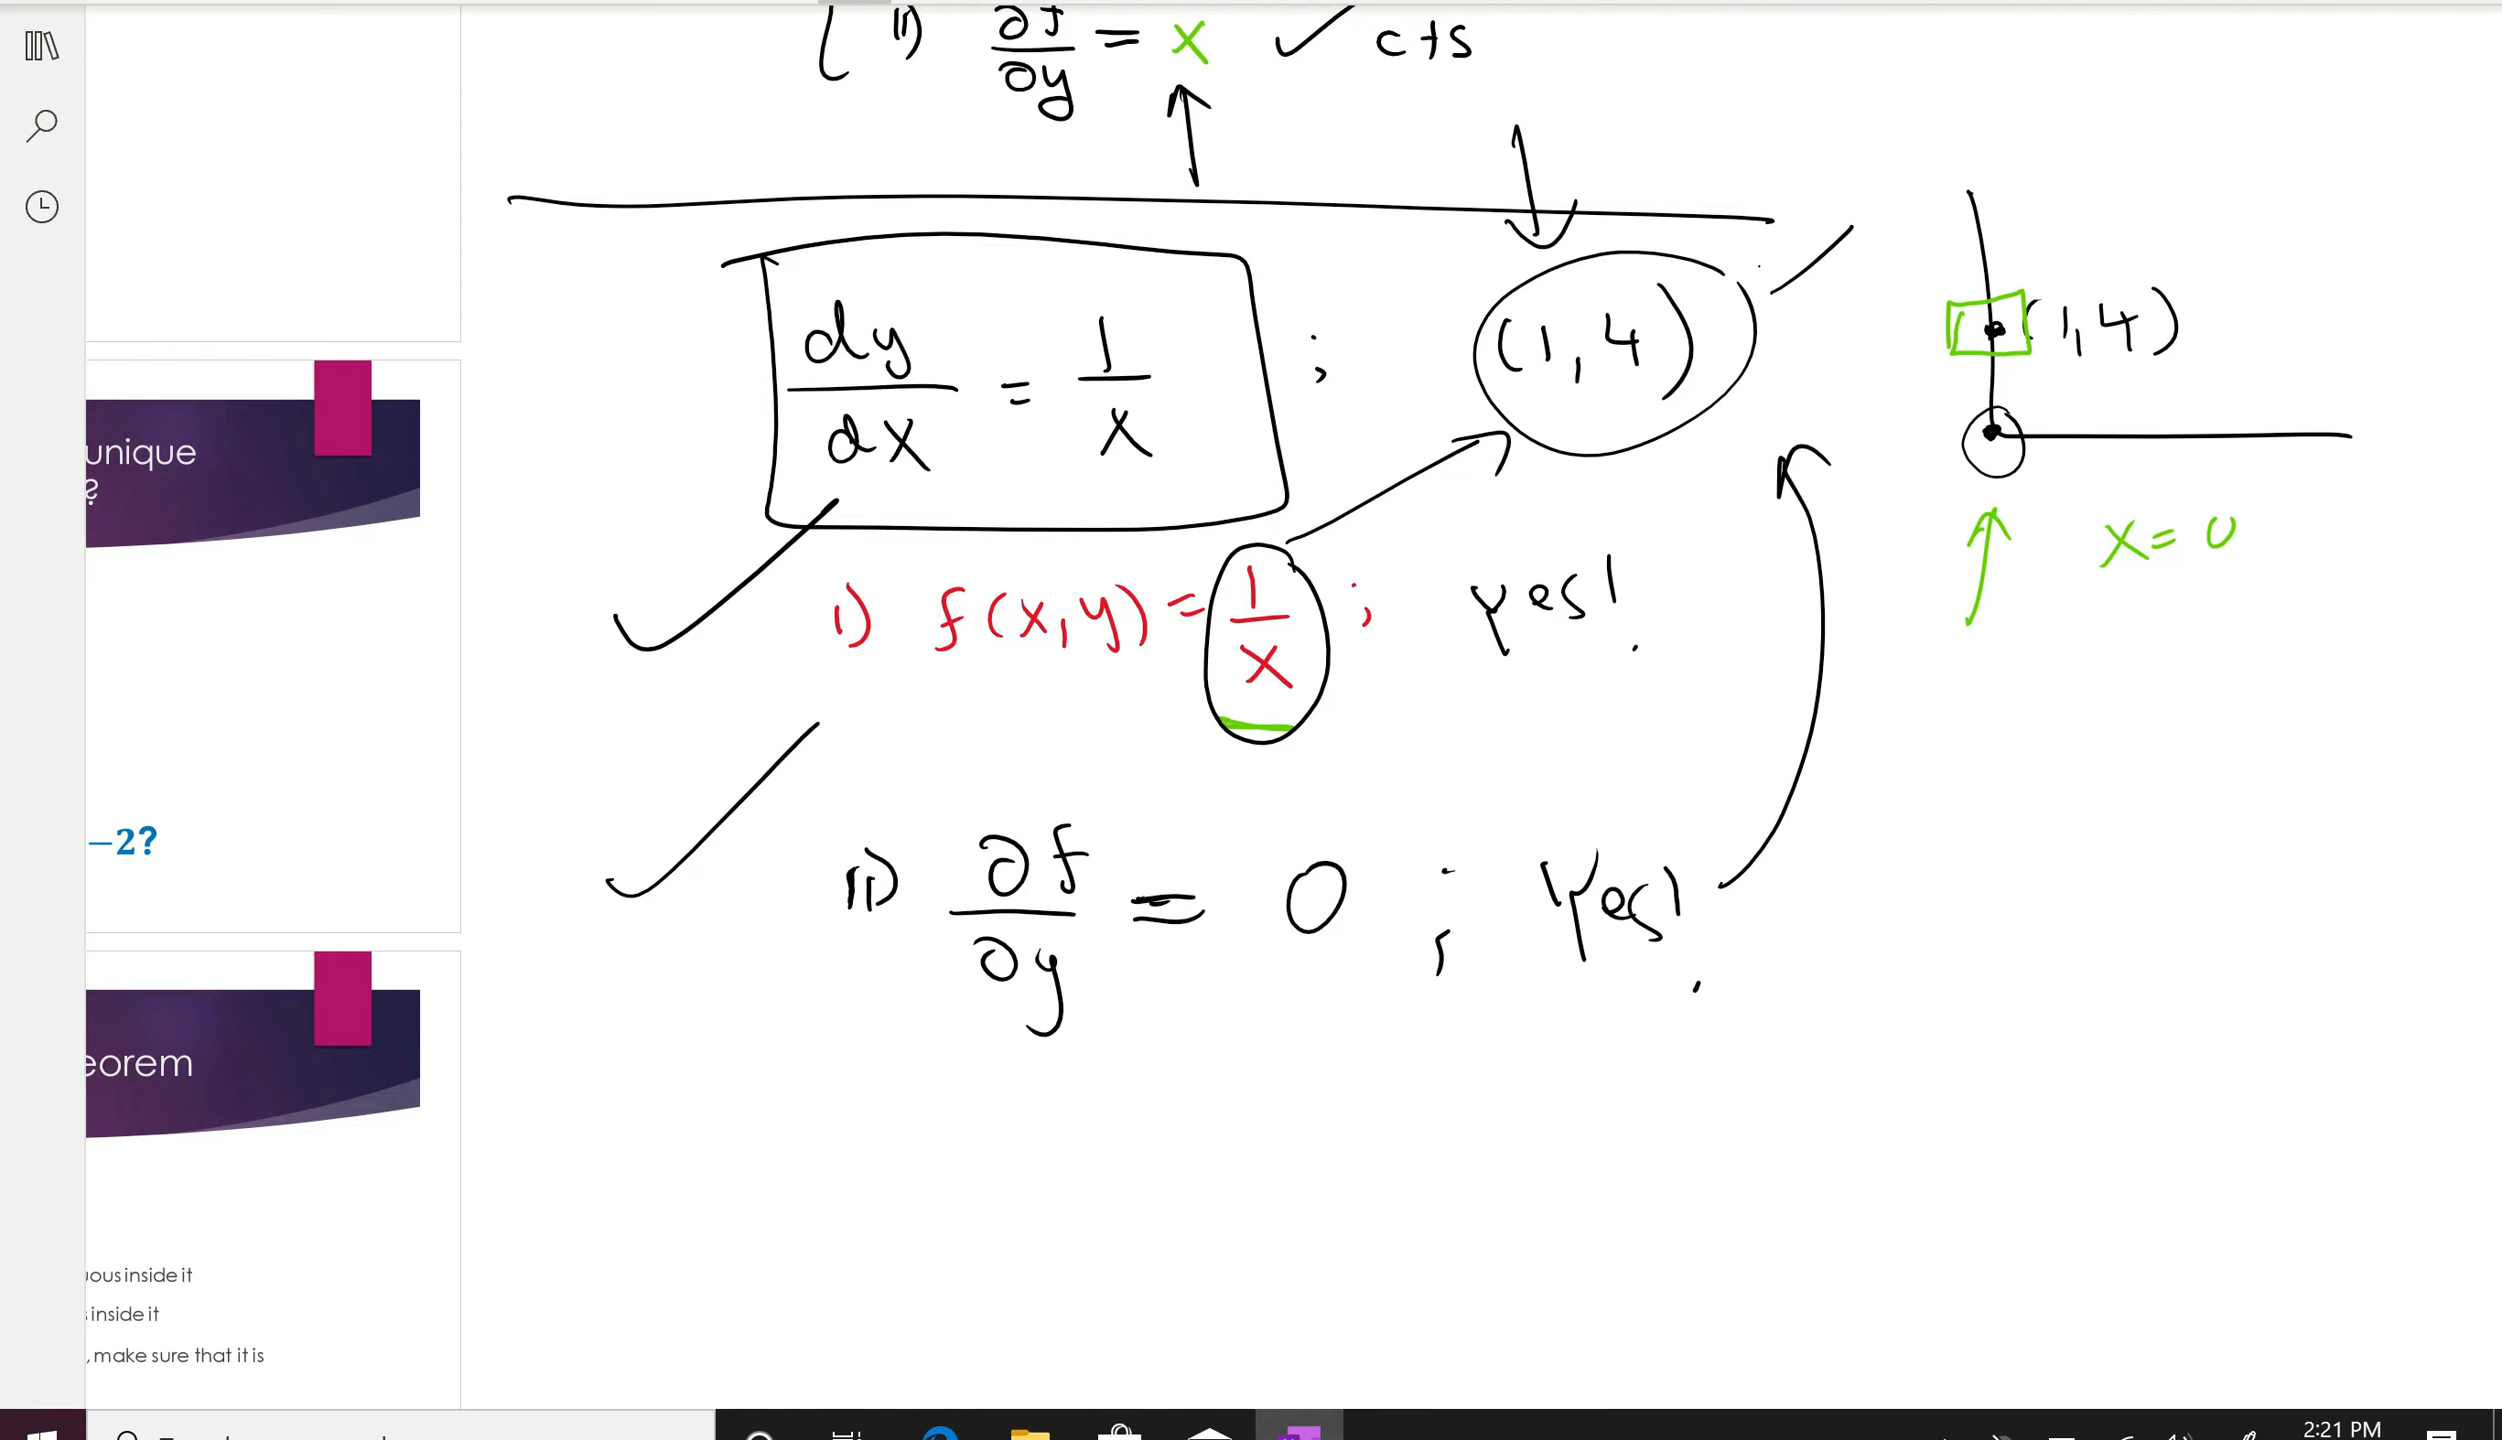 ii) ∂f/∂y = x ✓ cts
dy/dx = 1/x ; (1,4)
(1,4)
x = 0
i) f(x,y) = 1/x ; yes!
ii) ∂f/∂y = 0 ; Yes!
unique
?
−2?
eorem
uous inside it
inside it
, make sure that it is
2:21 PM